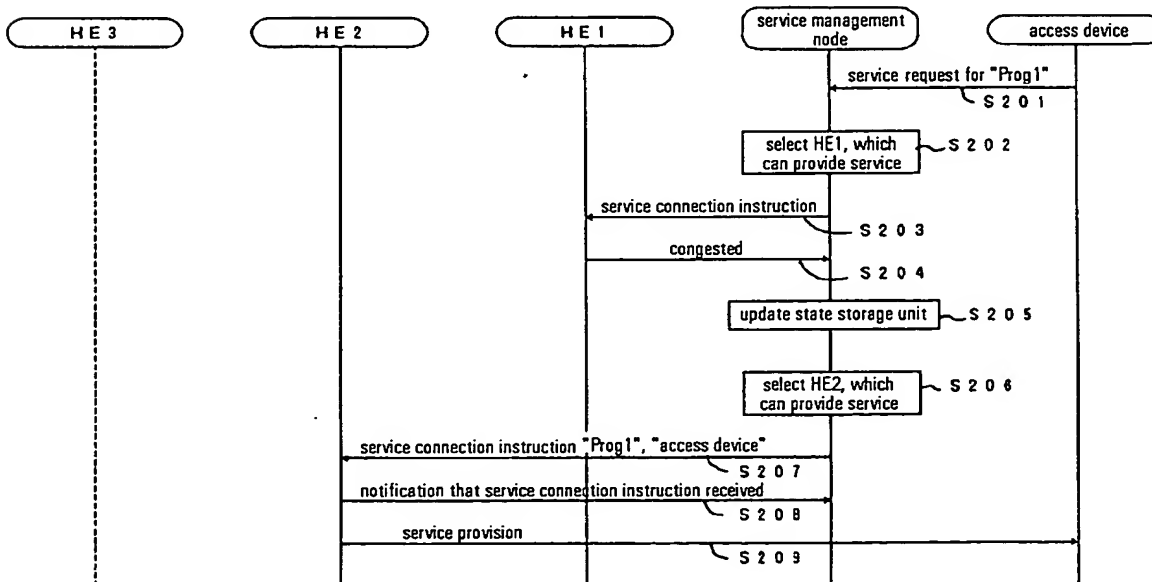 HE3
HE2
HE1
service management
node
access device
service request for "Prog1"
S201
select HE1, which
can provide service
S202
service connection instruction
S203
congested
S204
update state storage unit
S205
select HE2, which
can provide service
S206
service connection instruction "Prog1", "access device"
S207
notification that service connection instruction received
S208
service provision
S209